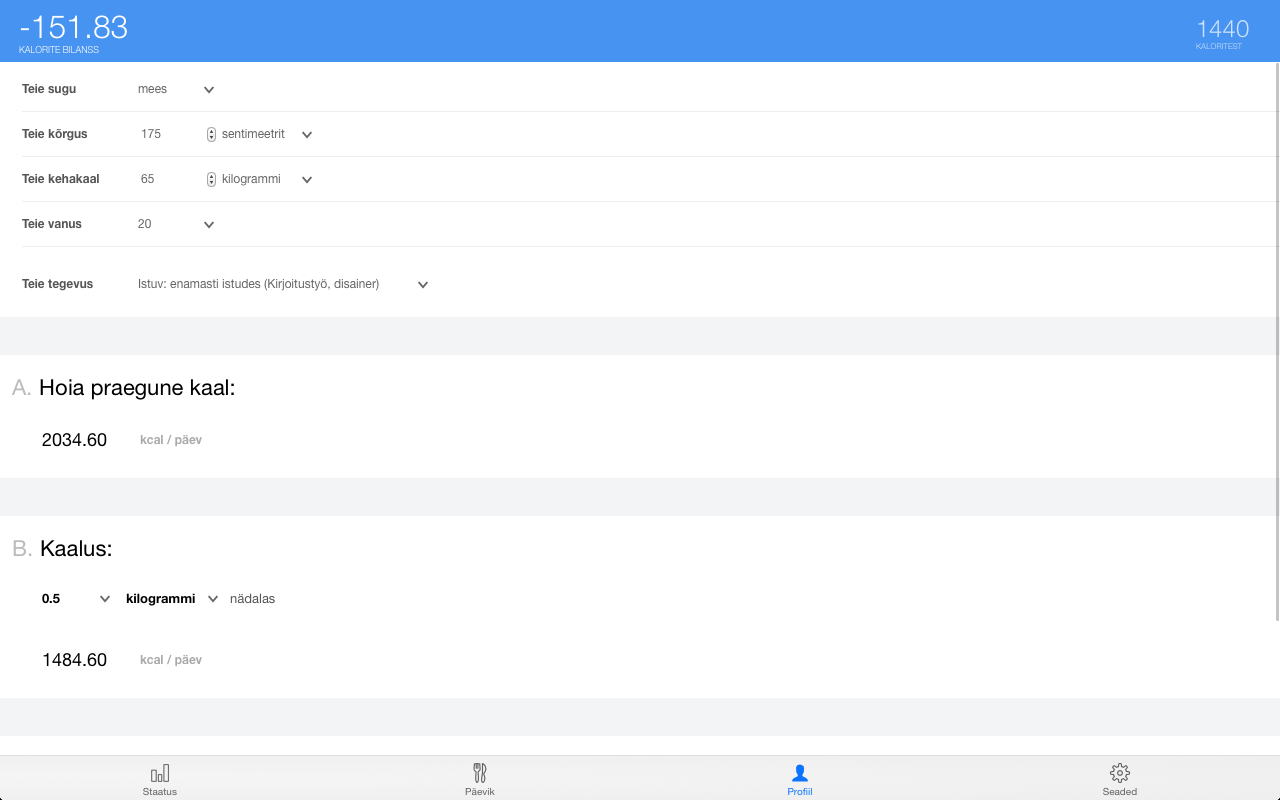 -151.83
KALORITE BILANSS
1440
KALORITEST
Teie sugu mees
Teie kõrgus 175 sentimeetrit
Teie kehakaal 65 kilogrammi
Teie vanus 20
Teie tegevus Istuv: enamasti istudes (Kirjoitustyö, disainer)
A. Hoia praegune kaal:
2034.60 kcal / päev
B. Kaalus:
0.5 kilogrammi nädalas
1484.60 kcal / päev
Staatus Päevik Profiil Seaded